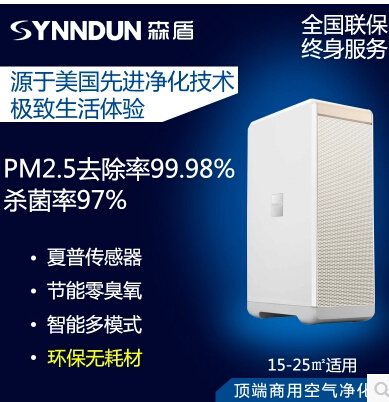 SYNNDUN 森盾
全国联保
终身服务
源于美国先进净化技术
极致生活体验
PM2.5去除率99.98%
杀菌率97%
• 夏普传感器
• 节能零臭氧
• 智能多模式
• 环保无耗材
15-25㎡适用
顶端商用空气净化